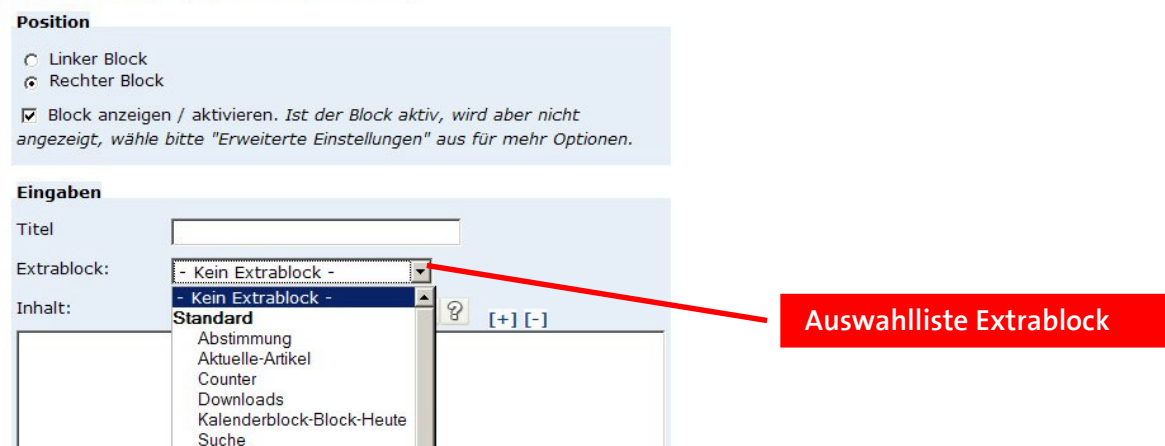 Position
Linker Block
Rechter Block
Block anzeigen / aktivieren. Ist der Block aktiv, wird aber nicht
angezeigt, wähle bitte "Erweiterte Einstellungen" aus für mehr Optionen.
Eingaben
Titel
Extrablock:
- Kein Extrablock -
Inhalt:
- Kein Extrablock -
? [+] [-]
Standard
Abstimmung
Aktuelle-Artikel
Counter
Downloads
Kalenderblock-Block-Heute
Suche
Auswahlliste Extrablock